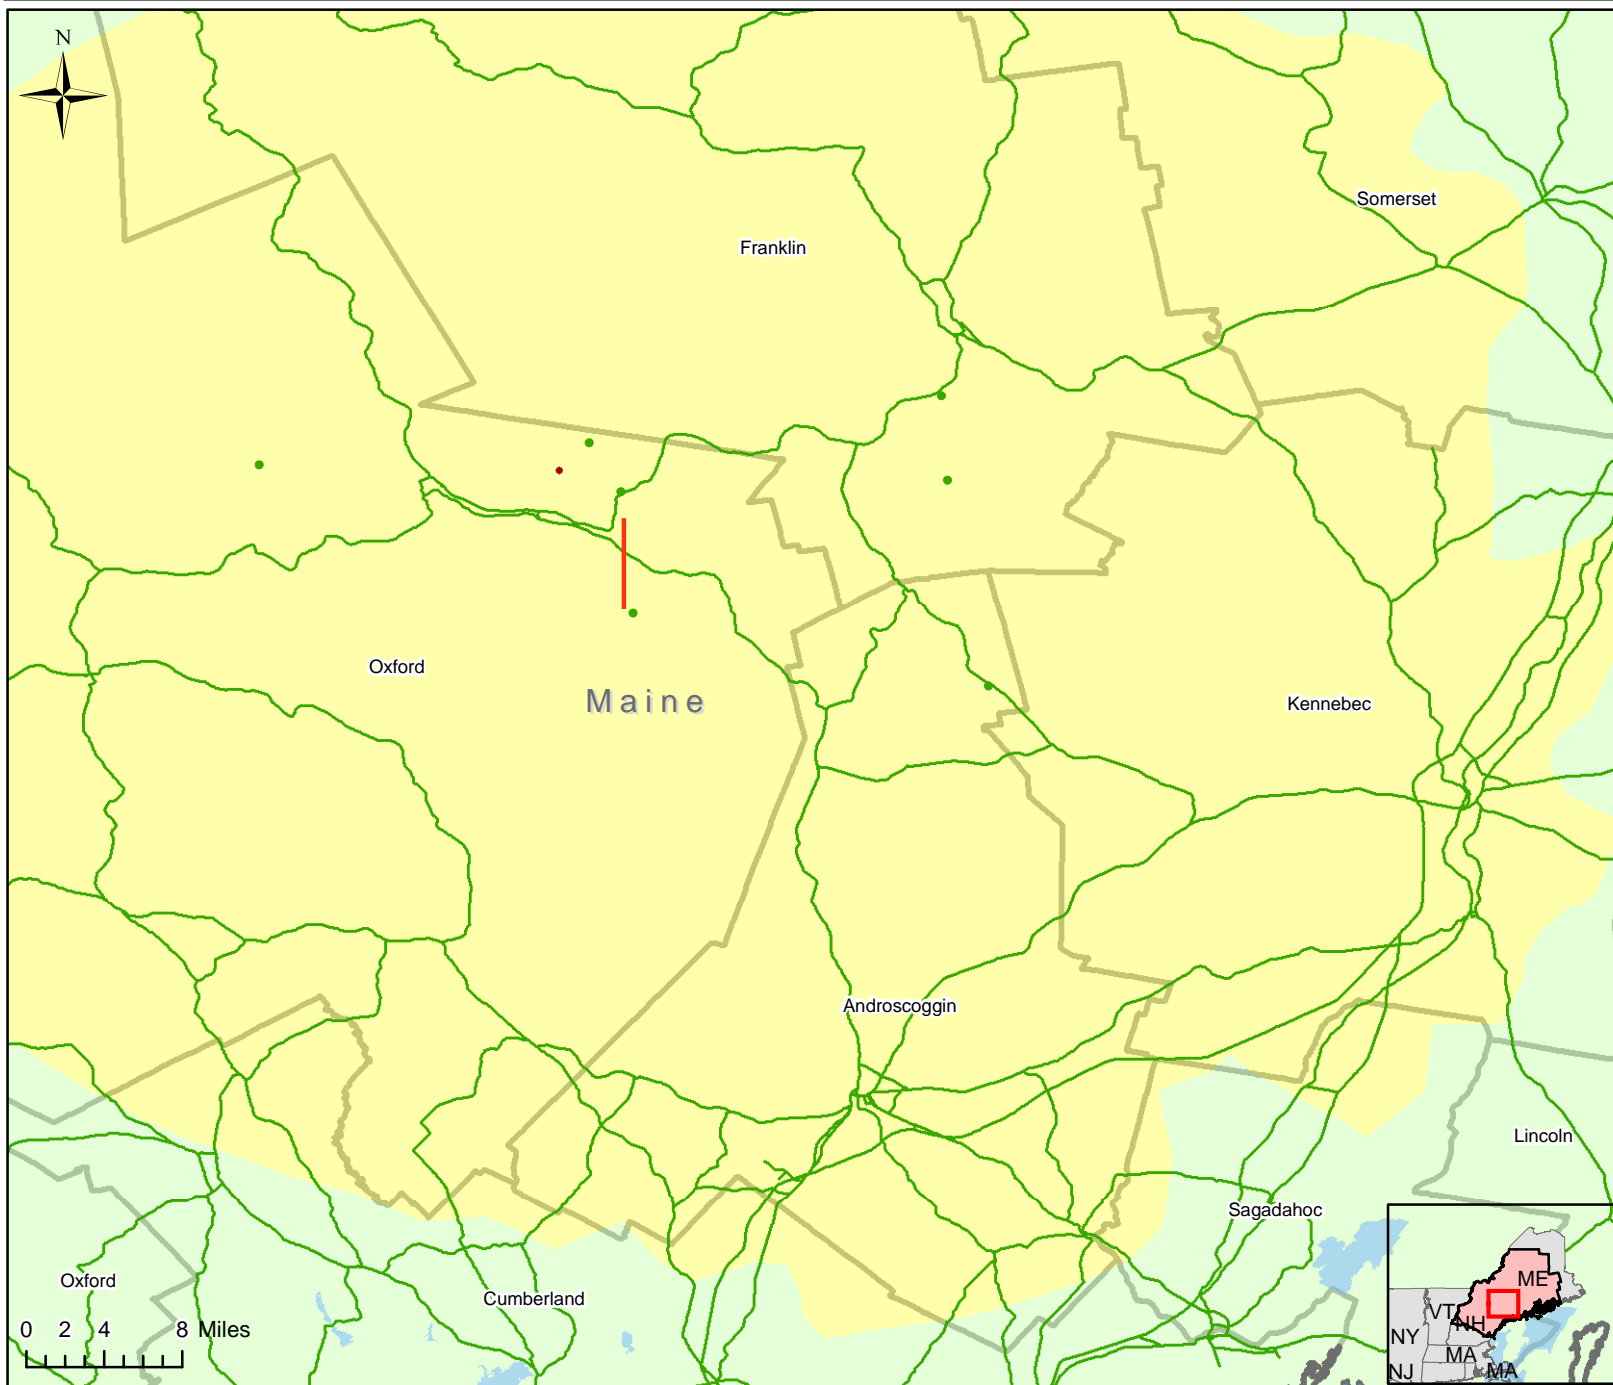 N
Somerset
Franklin
Oxford
Maine
Kennebec
Androscoggin
Lincoln
Sagadahoc
Oxford
Cumberland
0 2 4 8 Miles
ME
VT
NH
NY
MA
NJ
MA